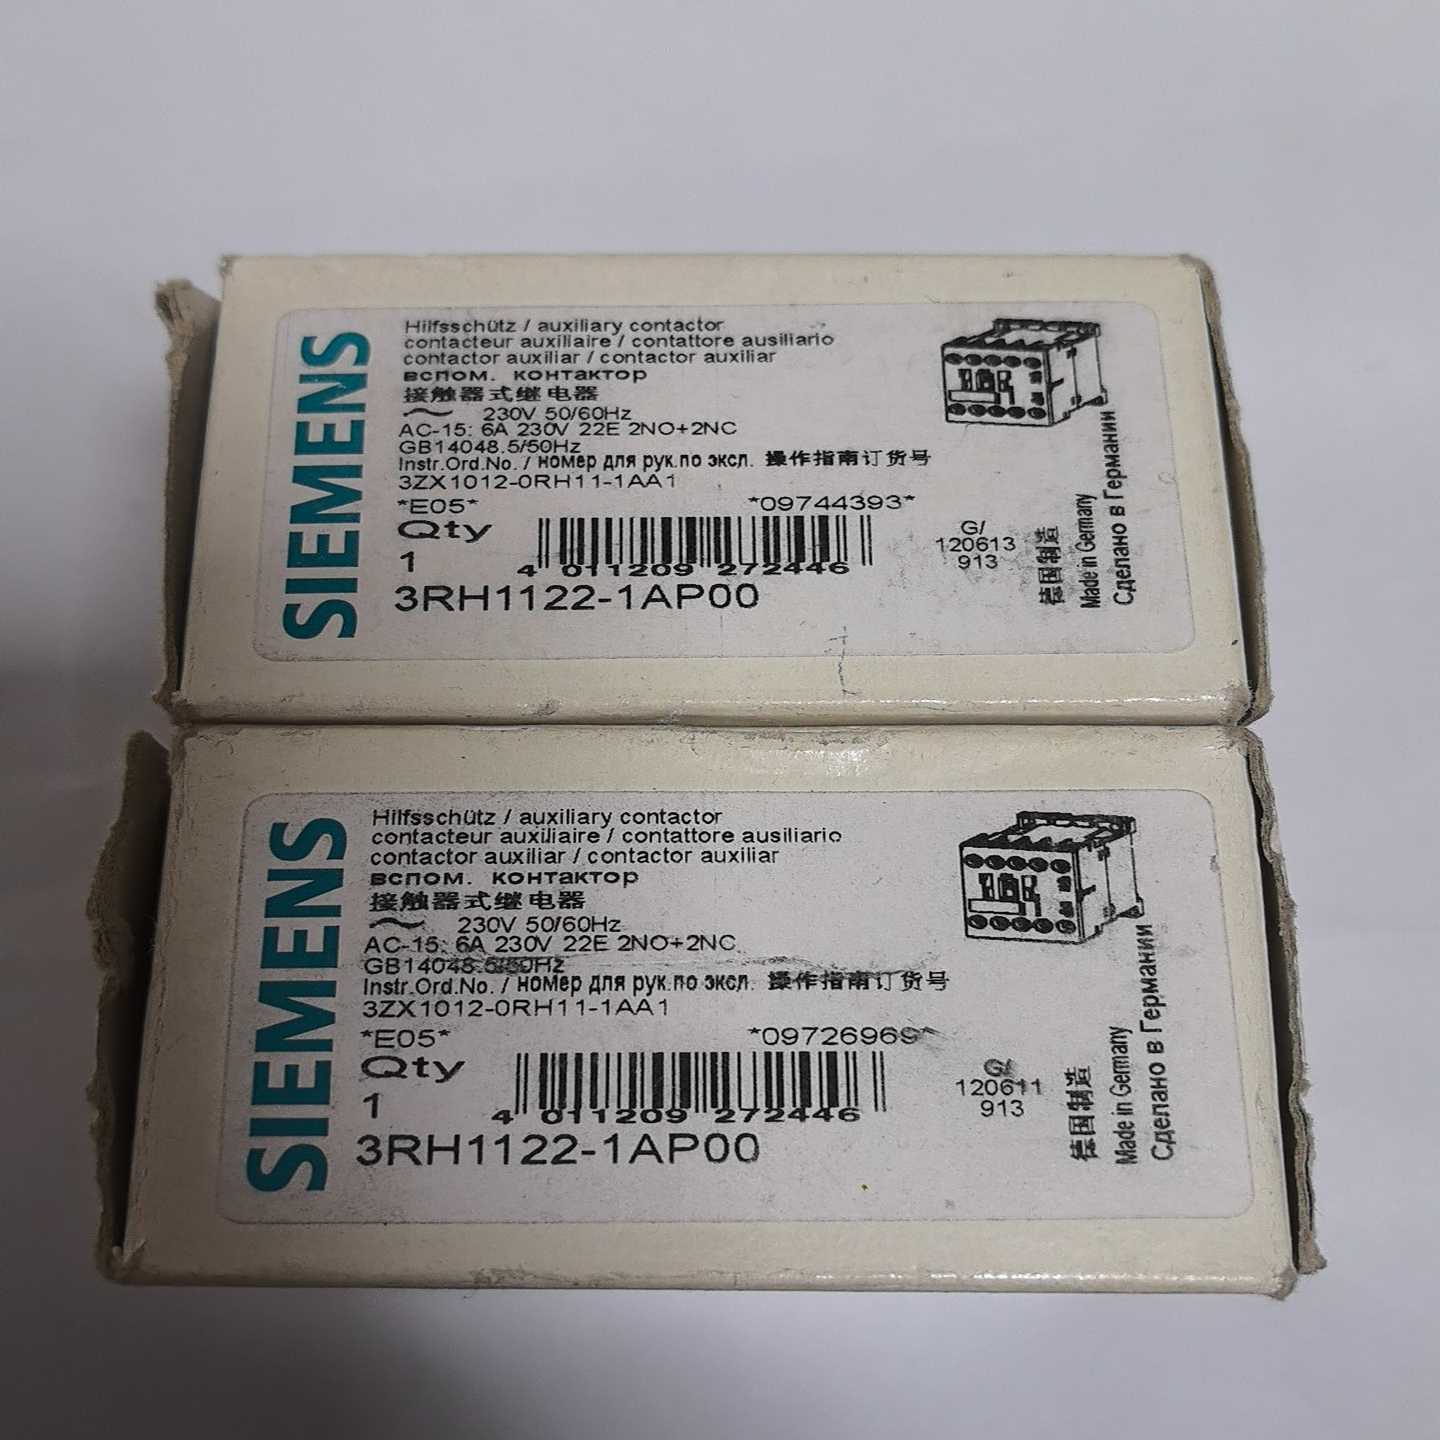 SIEMENS
Hilfsschütz / auxiliary contactor
contacteur auxiliaire / contattore ausiliario
contactor auxiliar / contactor auxiliar
вспом. контактор
接触器式继电器
~ 230V 50/60Hz
AC-15: 6A 230V 22E 2NO+2NC
GB14048.5/50Hz
Instr.Ord.No. / номер для рук.по эксл. 操作指南订货号
3ZX1012-0RH11-1AA1
*E05* *09744393*
Qty
1
4 011209 272446
3RH1122-1AP00
G/
120613
913
德国制造
Made in Germany
Сделано в Германии
SIEMENS
Hilfsschütz / auxiliary contactor
contacteur auxiliaire / contattore ausiliario
contactor auxiliar / contactor auxiliar
вспом. контактор
接触器式继电器
~ 230V 50/60Hz
AC-15: 6A 230V 22E 2NO+2NC
GB14048.5/50Hz
Instr.Ord.No. / номер для рук.по эксл. 操作指南订货号
3ZX1012-0RH11-1AA1
*E05* *09726969*
Qty
1
4 011209 272446
3RH1122-1AP00
G/
120611
913
德国制造
Made in Germany
Сделано в Германии